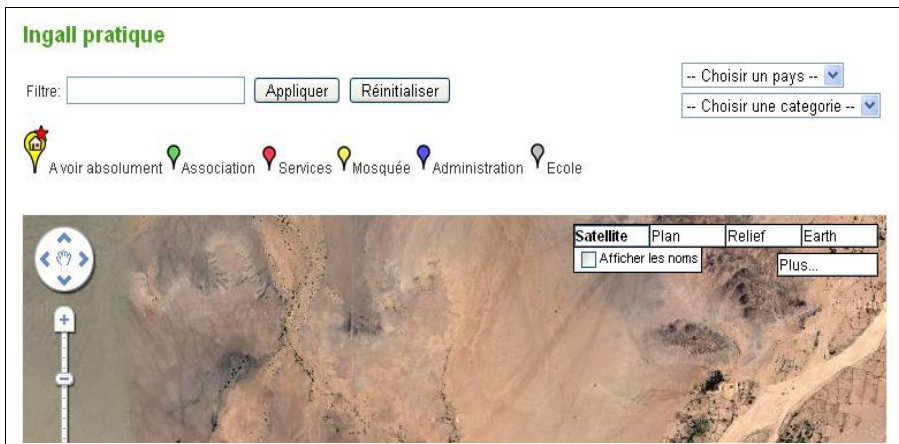 Ingall pratique
Filtre: Appliquer Réinitialiser
-- Choisir un pays --
-- Choisir une categorie --
A voir absolument Association Services Mosquée Administration Ecole
Satellite Plan Relief Earth
Afficher les noms
Plus...